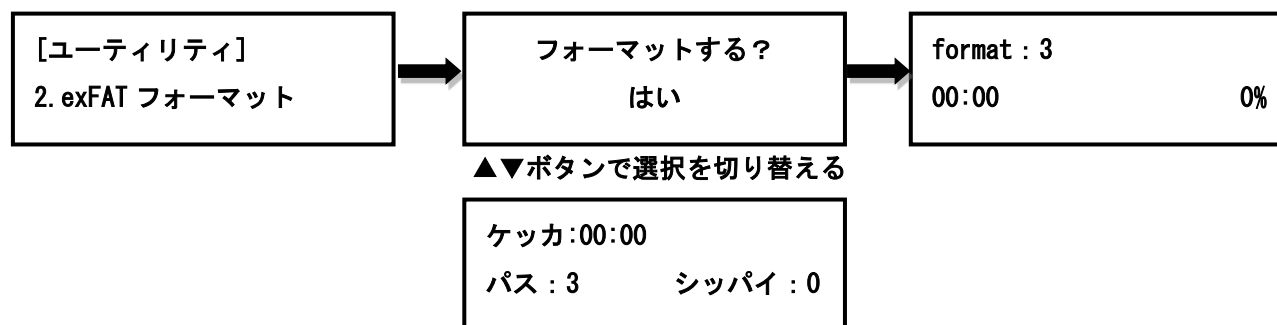 [ユーティリティ]
2.exFAT フォーマット
フォーマットする？
はい
format：3
00:00 0%
▲▼ボタンで選択を切り替える
ケッカ:00:00
パス：3 シッパイ：0